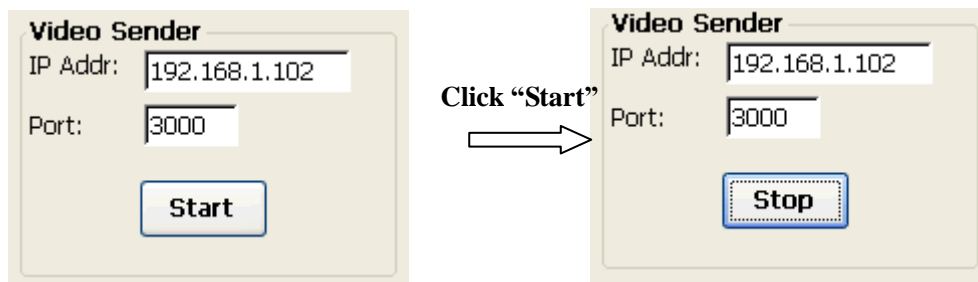 Video Sender
IP Addr: 192.168.1.102
Port: 3000
Start
Click “Start”
Video Sender
IP Addr: 192.168.1.102
Port: 3000
Stop